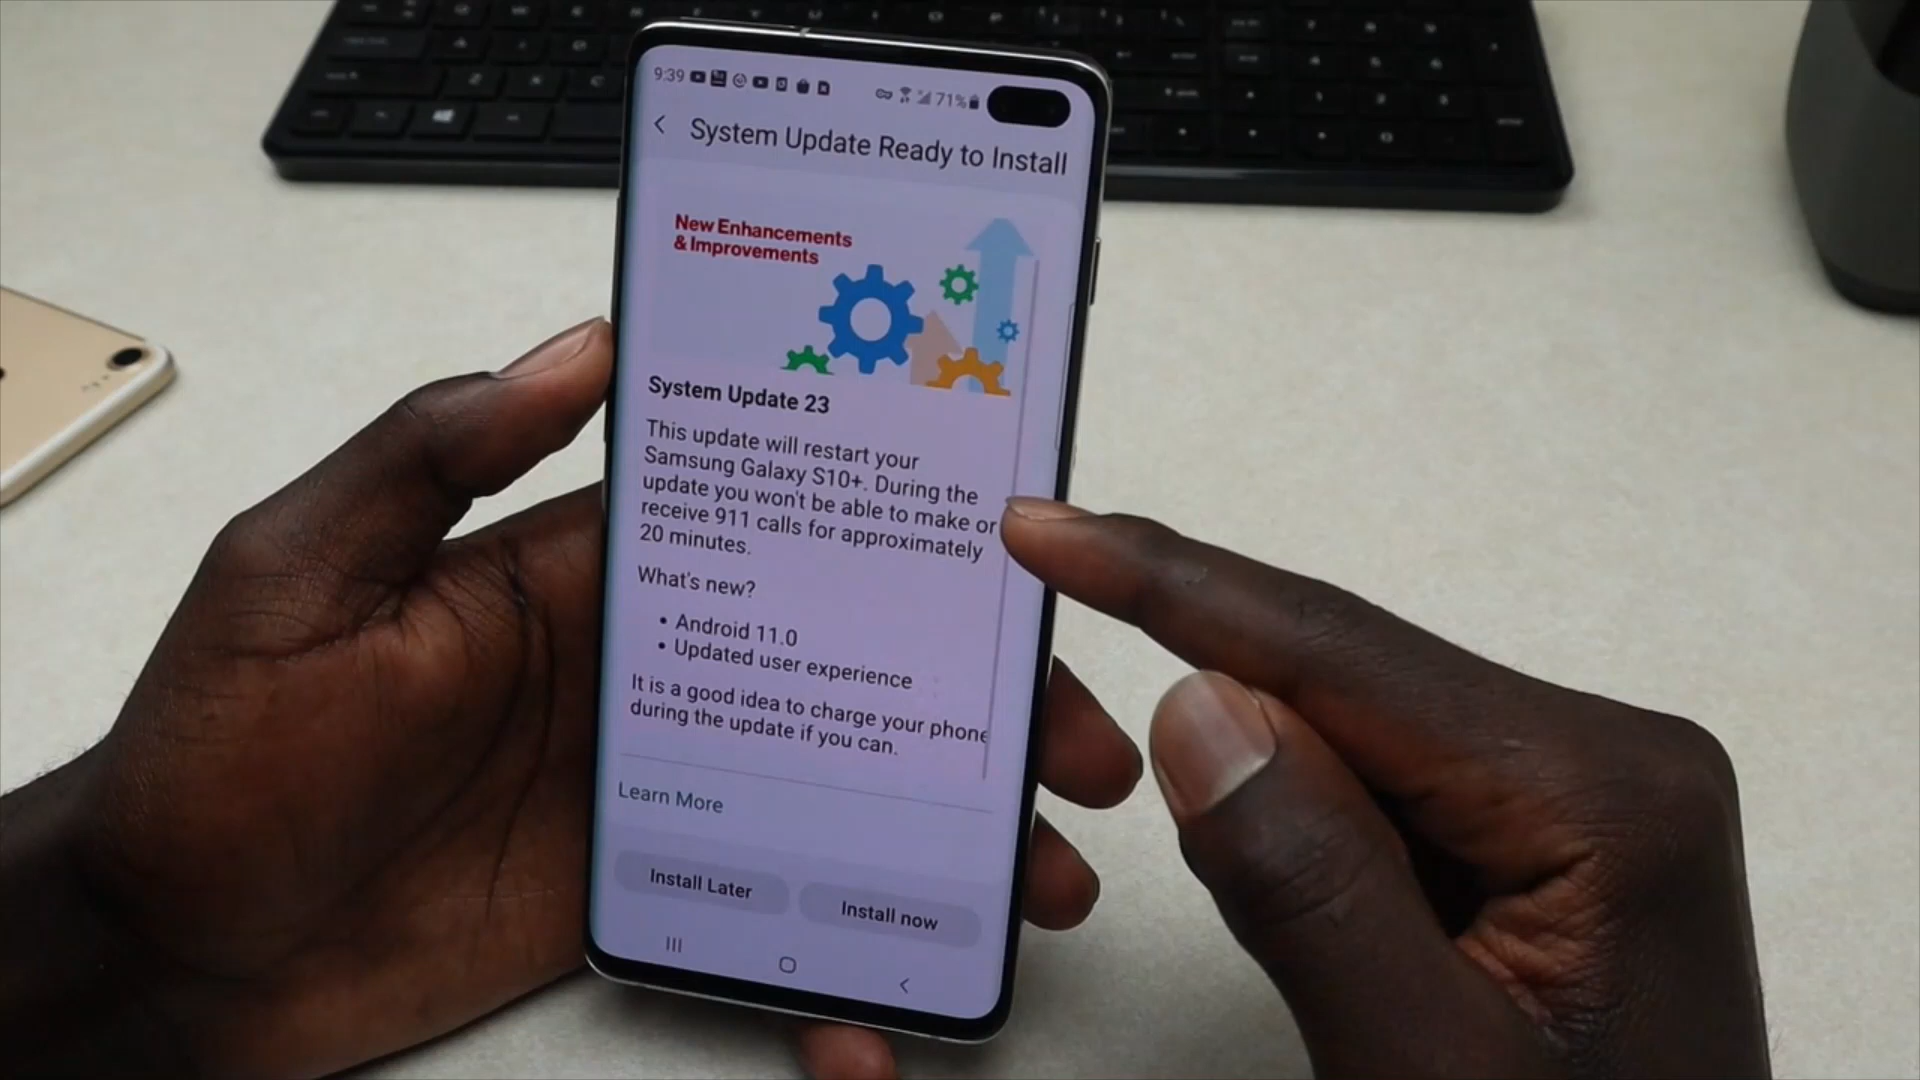 9:39 71%
System Update Ready to Install
New Enhancements
& Improvements
System Update 23
This update will restart your
Samsung Galaxy S10+. During the
update you won't be able to make or
receive 911 calls for approximately
20 minutes.
What's new?
• Android 11.0
• Updated user experience
It is a good idea to charge your phone
during the update if you can.
Learn More
Install Later
Install now